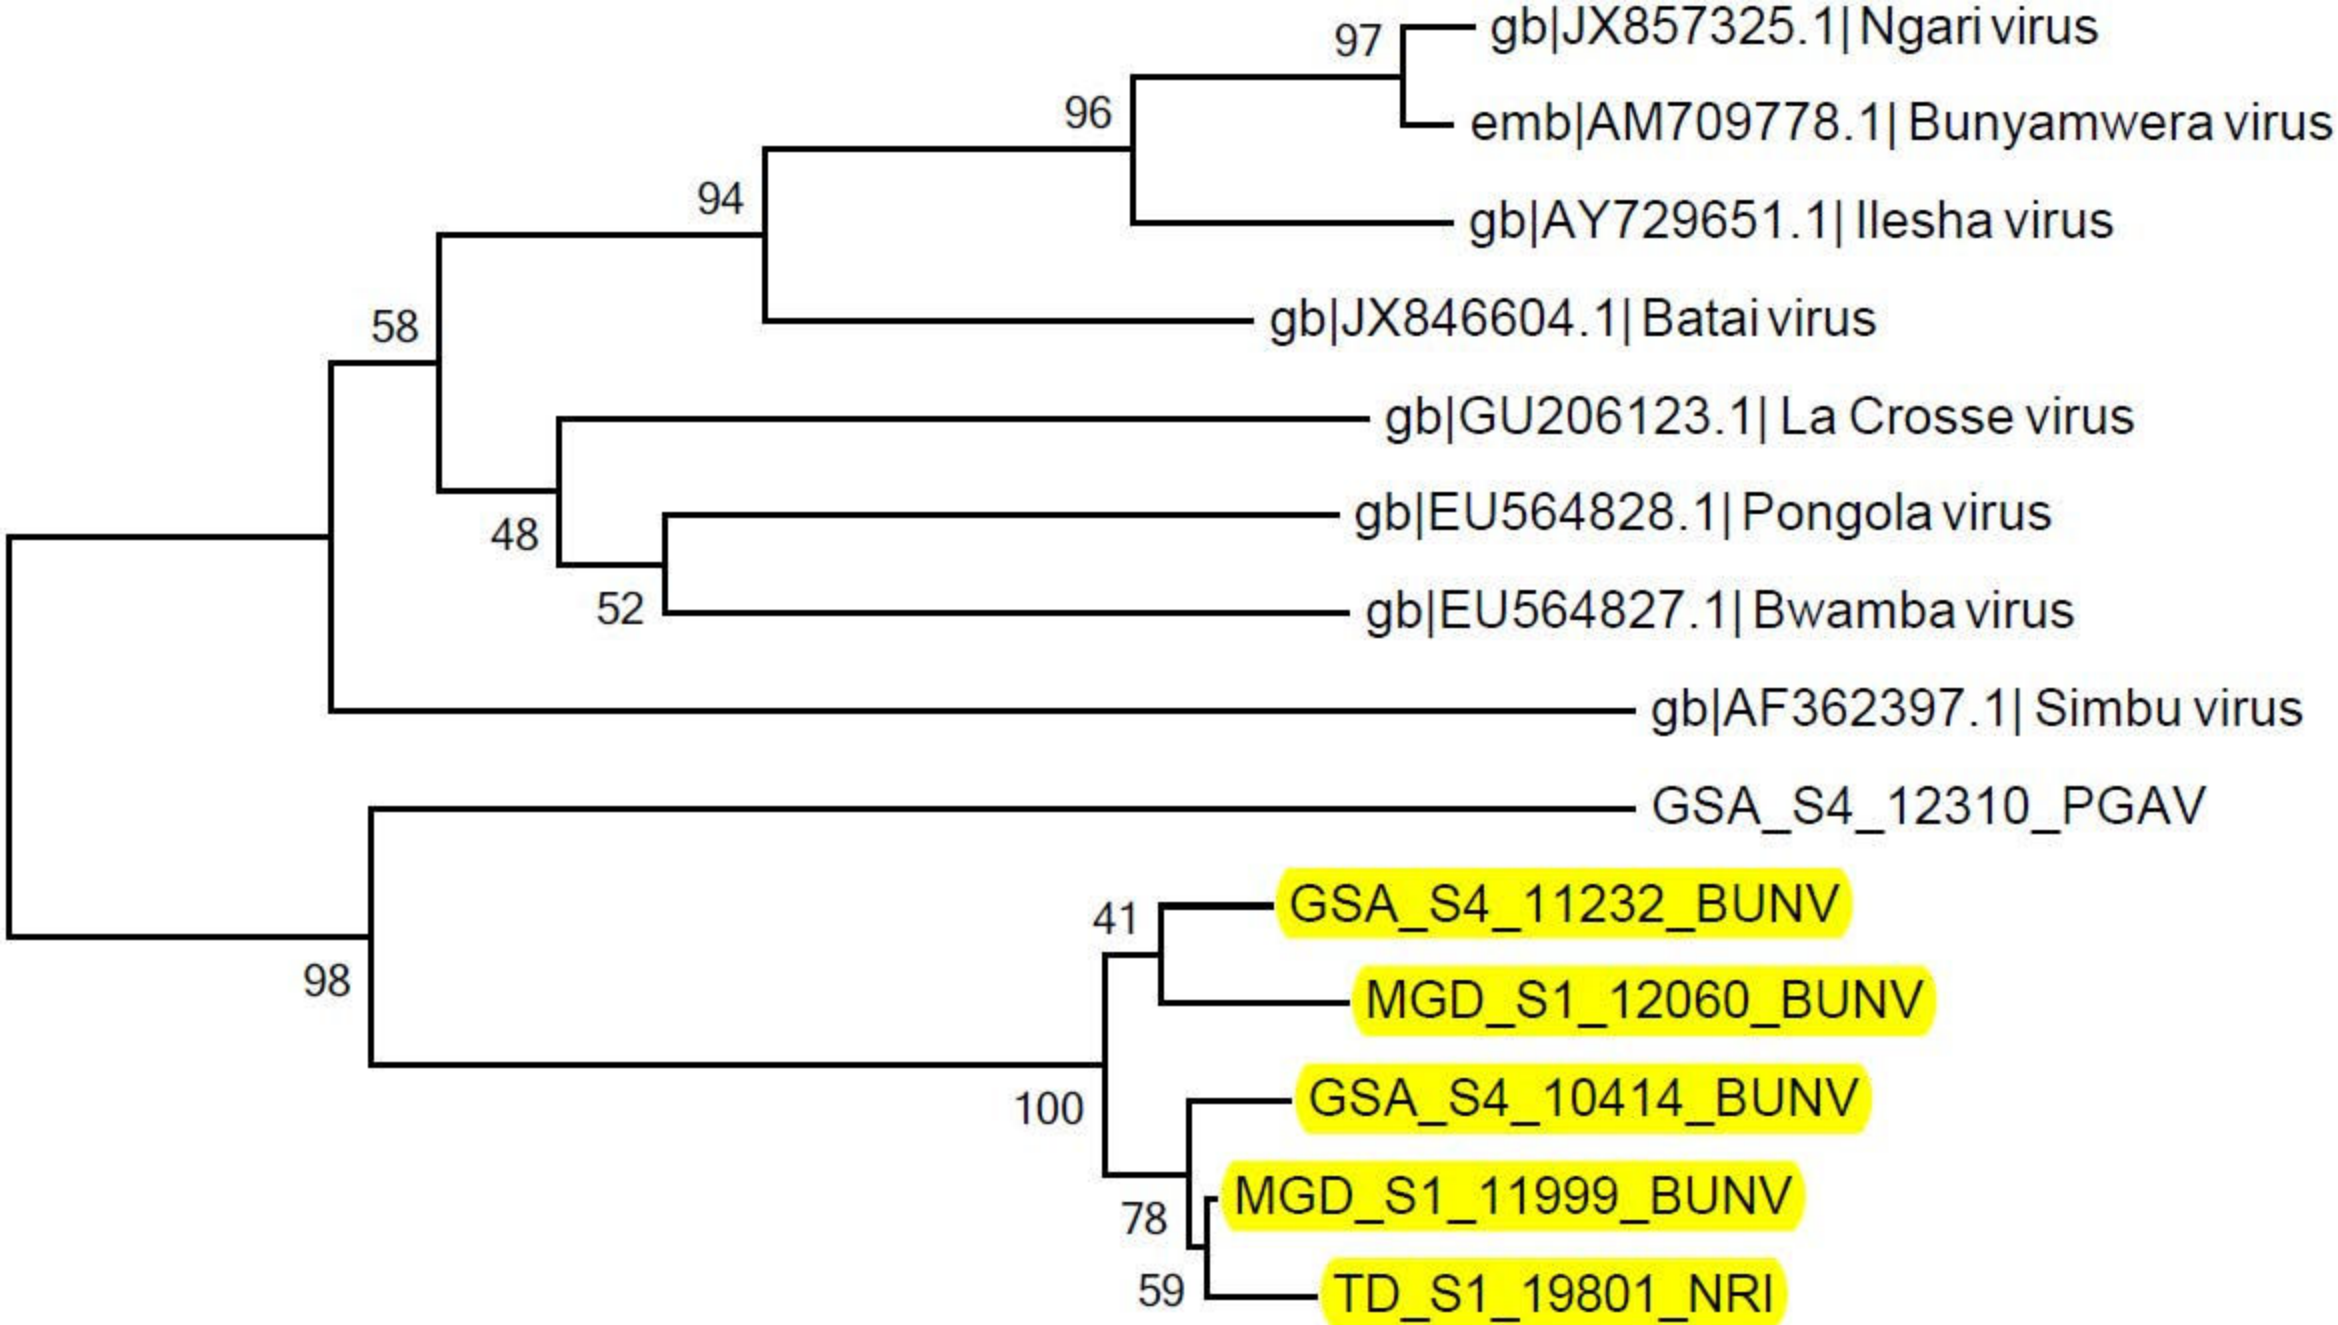 97
gb|JX857325.1| Ngari virus
96
emb|AM709778.1| Bunyamwera virus
94
gb|AY729651.1| Ilesha virus
58
gb|JX846604.1| Batai virus
gb|GU206123.1| La Crosse virus
48
gb|EU564828.1| Pongola virus
52
gb|EU564827.1| Bwamba virus
gb|AF362397.1| Simbu virus
GSA_S4_12310_PGAV
41
GSA_S4_11232_BUNV
98
MGD_S1_12060_BUNV
100
GSA_S4_10414_BUNV
78
MGD_S1_11999_BUNV
59
TD_S1_19801_NRI